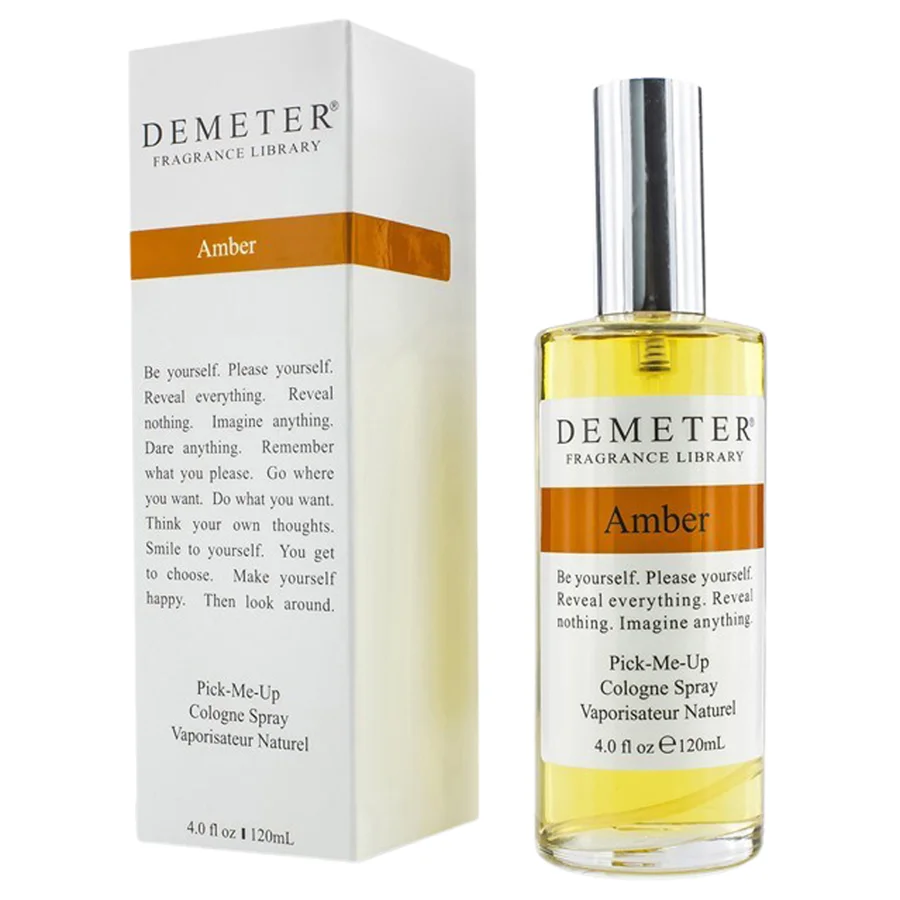 DEMETER®
FRAGRANCE LIBRARY
Amber
Be yourself. Please yourself.
Reveal everything. Reveal
nothing. Imagine anything.
Dare anything. Remember
what you please. Go where
you want. Do what you want.
Think your own thoughts.
Smile to yourself. You get
to choose. Make yourself
happy. Then look around.
Pick-Me-Up
Cologne Spray
Vaporisateur Naturel
4.0 fl oz 120mL
DEMETER®
FRAGRANCE LIBRARY
Amber
Be yourself. Please yourself.
Reveal everything. Reveal
nothing. Imagine anything.
Pick-Me-Up
Cologne Spray
Vaporisateur Naturel
4.0 fl oz ℮ 120mL